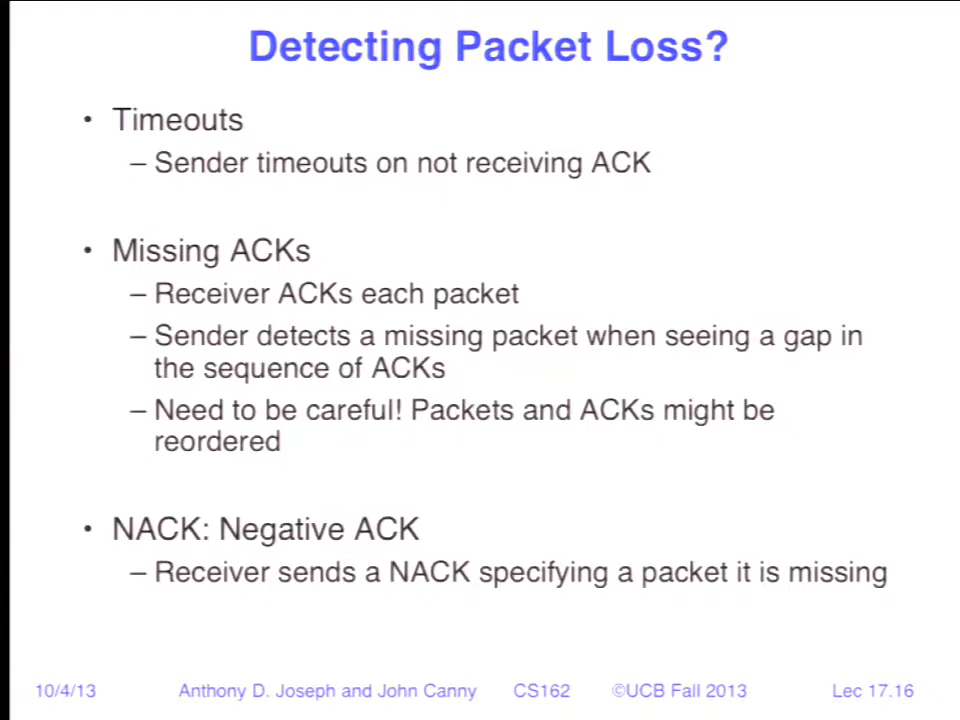 Detecting Packet Loss?
• Timeouts
– Sender timeouts on not receiving ACK
• Missing ACKs
– Receiver ACKs each packet
– Sender detects a missing packet when seeing a gap in
the sequence of ACKs
– Need to be careful! Packets and ACKs might be
reordered
• NACK: Negative ACK
– Receiver sends a NACK specifying a packet it is missing
10/4/13 Anthony D. Joseph and John Canny CS162 ©UCB Fall 2013 Lec 17.16